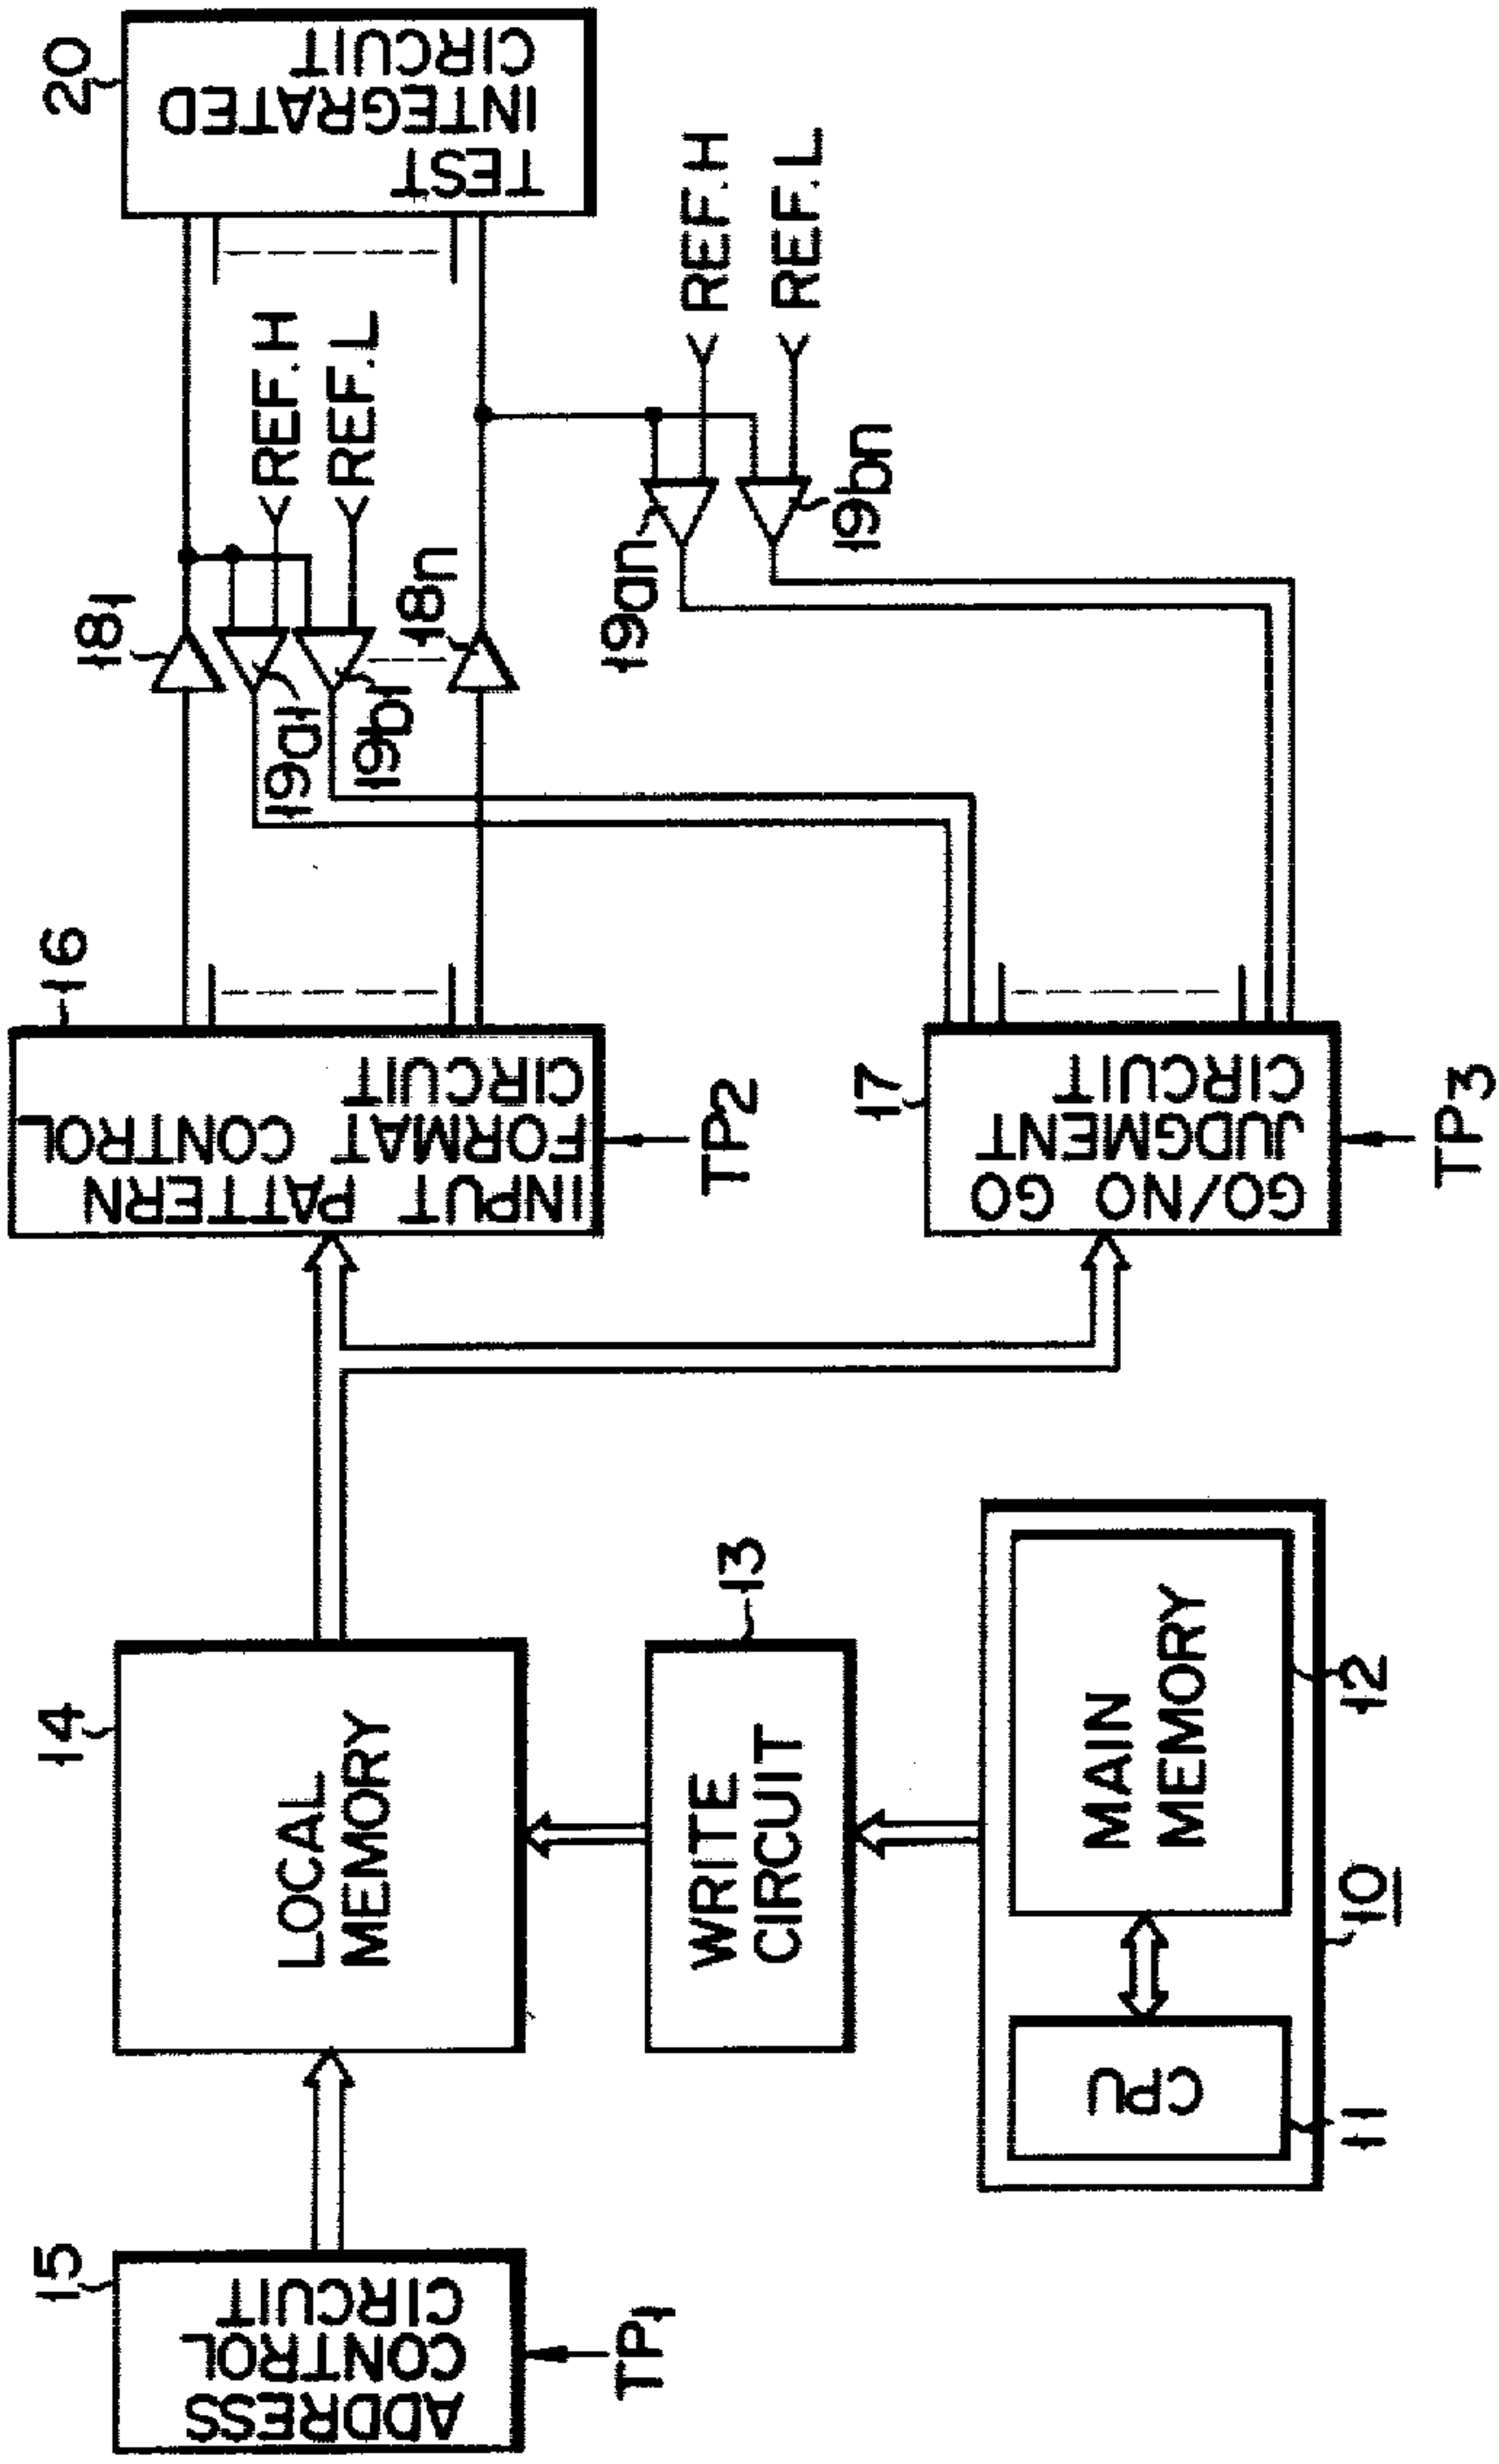 15
ADDRESS
CONTROL
CIRCUIT
TP1
14
LOCAL
MEMORY
13
WRITE
CIRCUIT
CPU
11
MAIN
MEMORY
12
10
16
INPUT PATTERN
FORMAT CONTROL
CIRCUIT
TP2
17
GO/NO GO
JUDGMENT
CIRCUIT
TP3
181
19a1
19b1
18n
REF.H
REF.L
19an
19bn
REF.H
REF.L
20
TEST
INTEGRATED
CIRCUIT